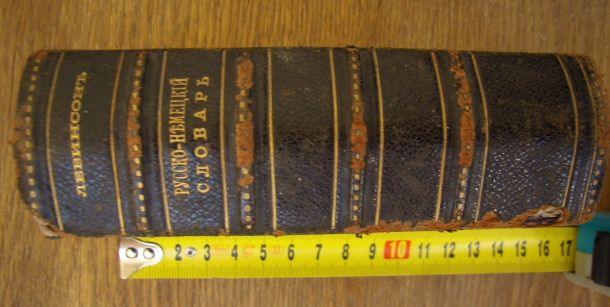 ЛЕВИНСОНЪ
РУССКО-НѢМЕЦКІЙ
СЛОВАРЬ
2 3 4 5 6 7 8 9 10 11 12 13 14 15 16 17